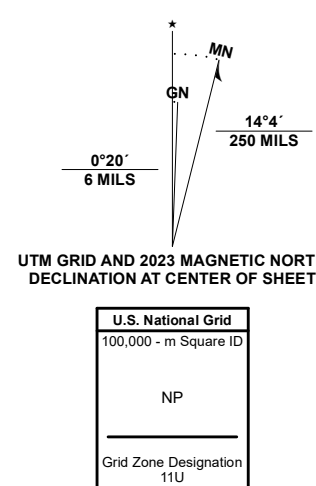 ★
MN
GN
14°4´
250 MILS
0°20´
6 MILS
UTM GRID AND 2023 MAGNETIC NORT
DECLINATION AT CENTER OF SHEET
U.S. National Grid
100,000 - m Square ID
NP
Grid Zone Designation
11U